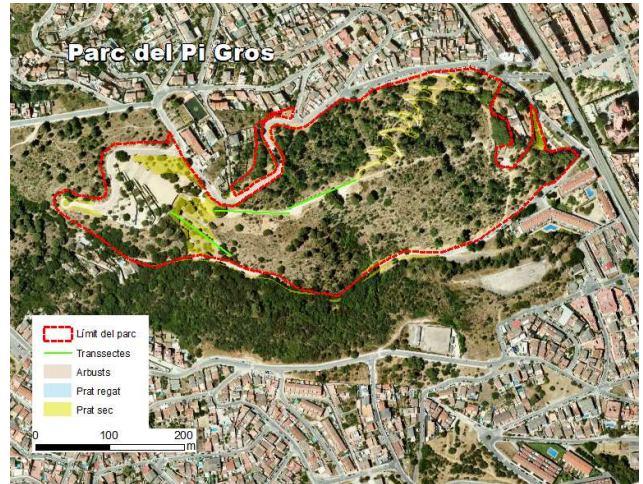 Parc del Pi Gros
Límit del parc
Transsectes
Arbusts
Prat regat
Prat sec
0 100 200
m